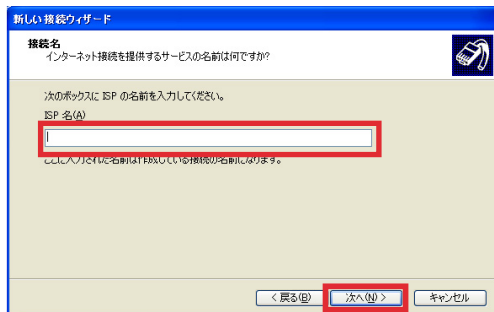 新しい接続ウィザード
接続名
インターネット接続を提供するサービスの名前は何ですか?
次のボックスに ISP の名前を入力してください。
ISP 名(A)
ここに入力された名前は作成している接続の名前になります。
< 戻る(B) 次へ(N) > キャンセル